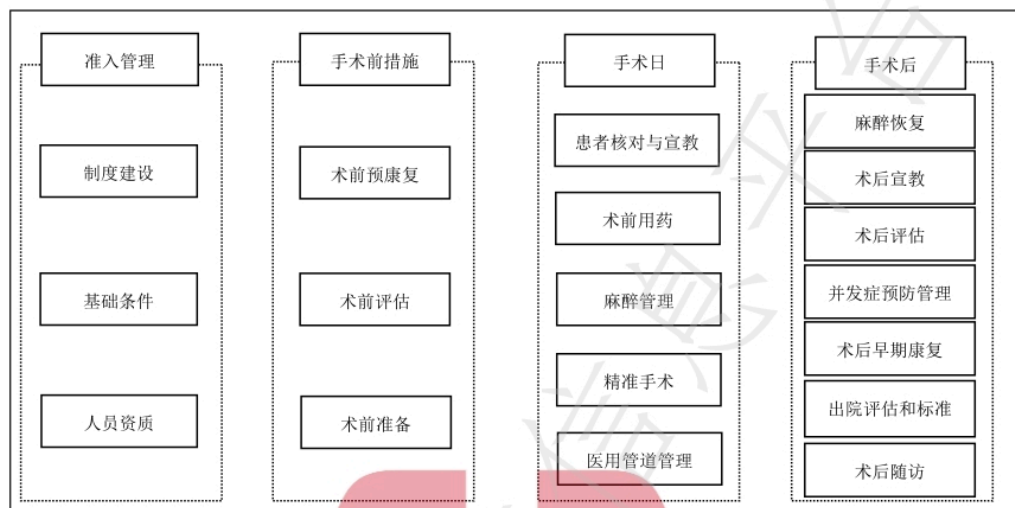 准入管理
制度建设
基础条件
人员资质
手术前措施
术前预康复
术前评估
术前准备
手术日
患者核对与宣教
术前用药
麻醉管理
精准手术
医用管道管理
手术后
麻醉恢复
术后宣教
术后评估
并发症预防管理
术后早期康复
出院评估和标准
术后随访